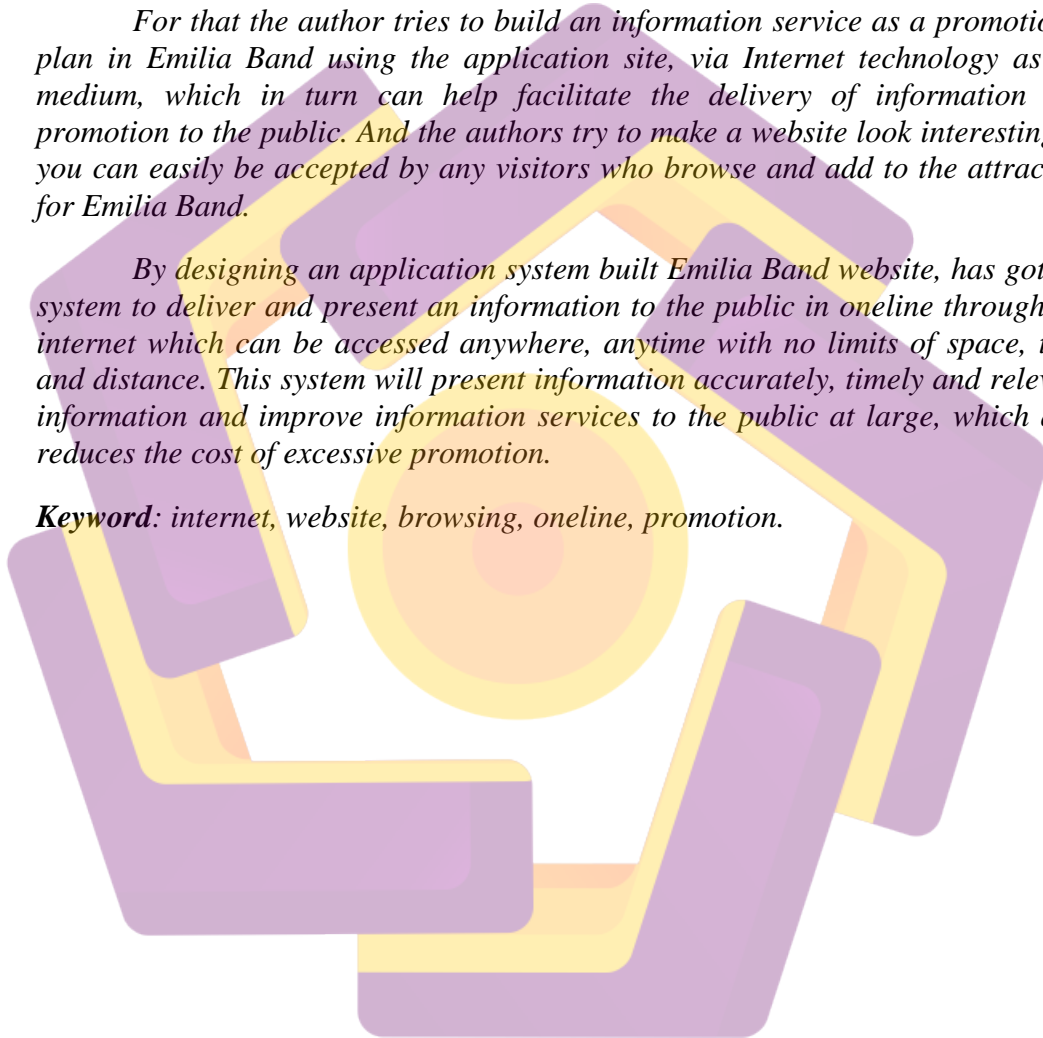 For that the author tries to build an information service as a promotio
plan in Emilia Band using the application site, via Internet technology as
medium, which in turn can help facilitate the delivery of information
promotion to the public. And the authors try to make a website look interesting
you can easily be accepted by any visitors who browse and add to the attrac
for Emilia Band.
By designing an application system built Emilia Band website, has got
system to deliver and present an information to the public in oneline through
internet which can be accessed anywhere, anytime with no limits of space, t
and distance. This system will present information accurately, timely and relev
information and improve information services to the public at large, which
reduces the cost of excessive promotion.
Keyword: internet, website, browsing, oneline, promotion.